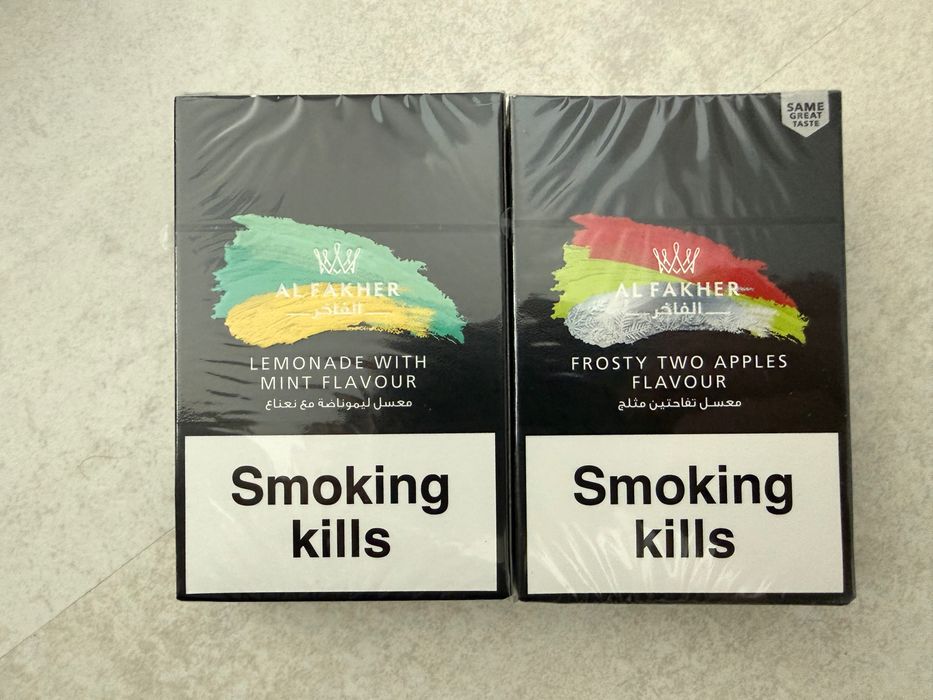 AL FAKHER
الفاخر
LEMONADE WITH
MINT FLAVOUR
معسل ليموناضة مع نعناع
Smoking
kills
SAME
GREAT
TASTE
AL FAKHER
الفاخر
FROSTY TWO APPLES
FLAVOUR
معسل تفاحتين مثلج
Smoking
kills